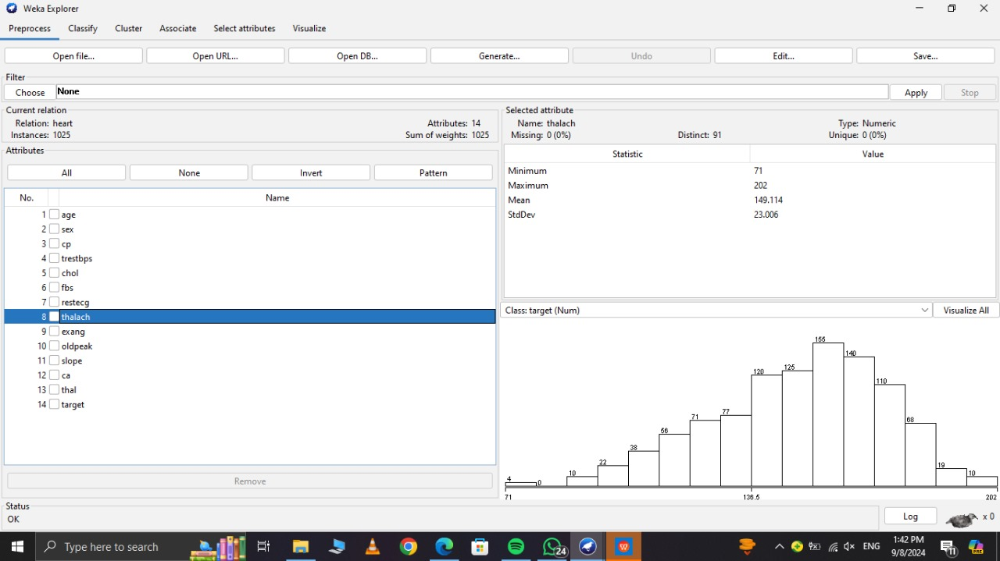 Weka Explorer
Preprocess Classify Cluster Associate Select attributes Visualize
Open file... Open URL... Open DB... Generate... Undo Edit... Save...
Filter
Choose None Apply Stop
Current relation
Relation: heart Attributes: 14
Instances: 1025 Sum of weights: 1025
Attributes
All None Invert Pattern
No. Name
1 age
2 sex
3 cp
4 trestbps
5 chol
6 fbs
7 restecg
8 thalach
9 exang
10 oldpeak
11 slope
12 ca
13 thal
14 target
Remove
Selected attribute
Name: thalach Type: Numeric
Missing: 0 (0%) Distinct: 91 Unique: 0 (0%)
Statistic Value
Minimum 71
Maximum 202
Mean 149.114
StdDev 23.006
Class: target (Num) Visualize All
4 0 10 22 38 56 71 77 120 125 155 140 110 68 19 10
71 136.5 202
Status
OK Log x 0
Type here to search 24 W ENG 1:42 PM 11 PRE
9/8/2024